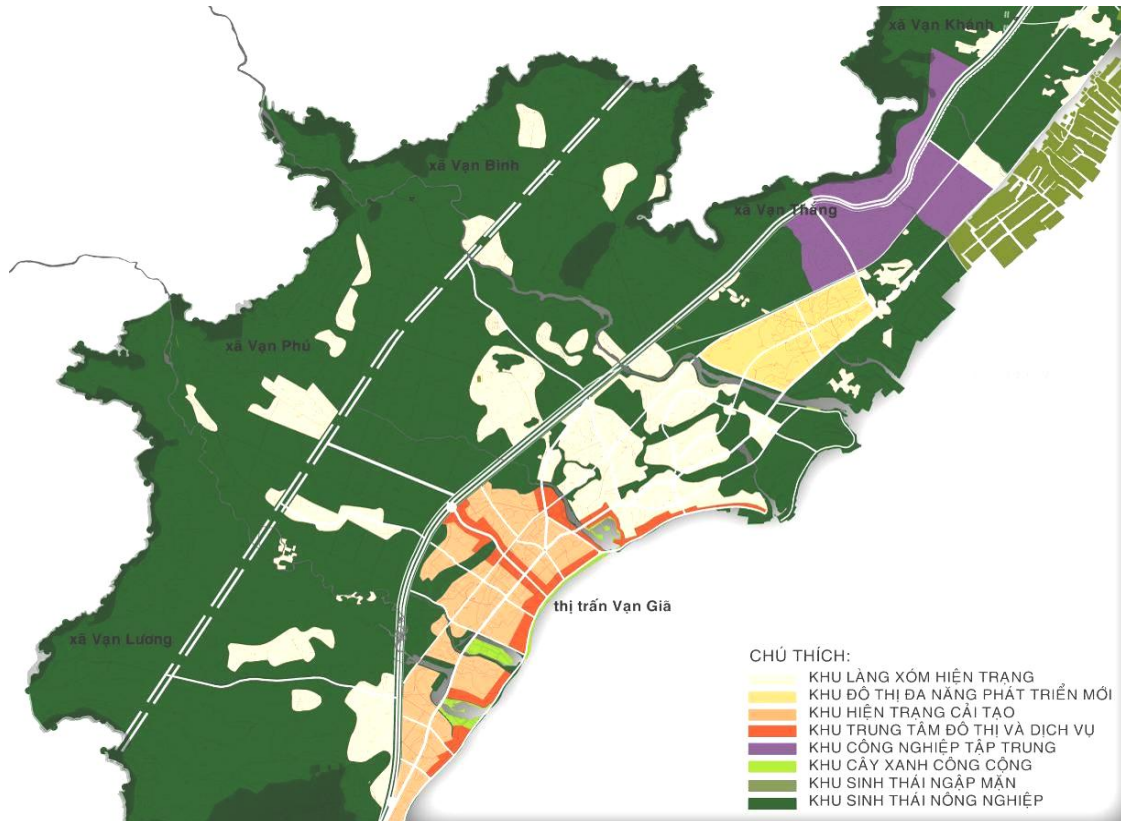 xã Vạn Khánh
xã Vạn Bình
xã Vạn Thắng
xã Vạn Phú
thị trấn Vạn Giã
xã Vạn Lương
CHÚ THÍCH:
KHU LÀNG XÓM HIỆN TRẠNG
KHU ĐÔ THỊ ĐA NĂNG PHÁT TRIỂN MỚI
KHU HIỆN TRẠNG CẢI TẠO
KHU TRUNG TÂM ĐÔ THỊ VÀ DỊCH VỤ
KHU CÔNG NGHIỆP TẬP TRUNG
KHU CÂY XANH CÔNG CỘNG
KHU SINH THÁI NGẬP MẶN
KHU SINH THÁI NÔNG NGHIỆP